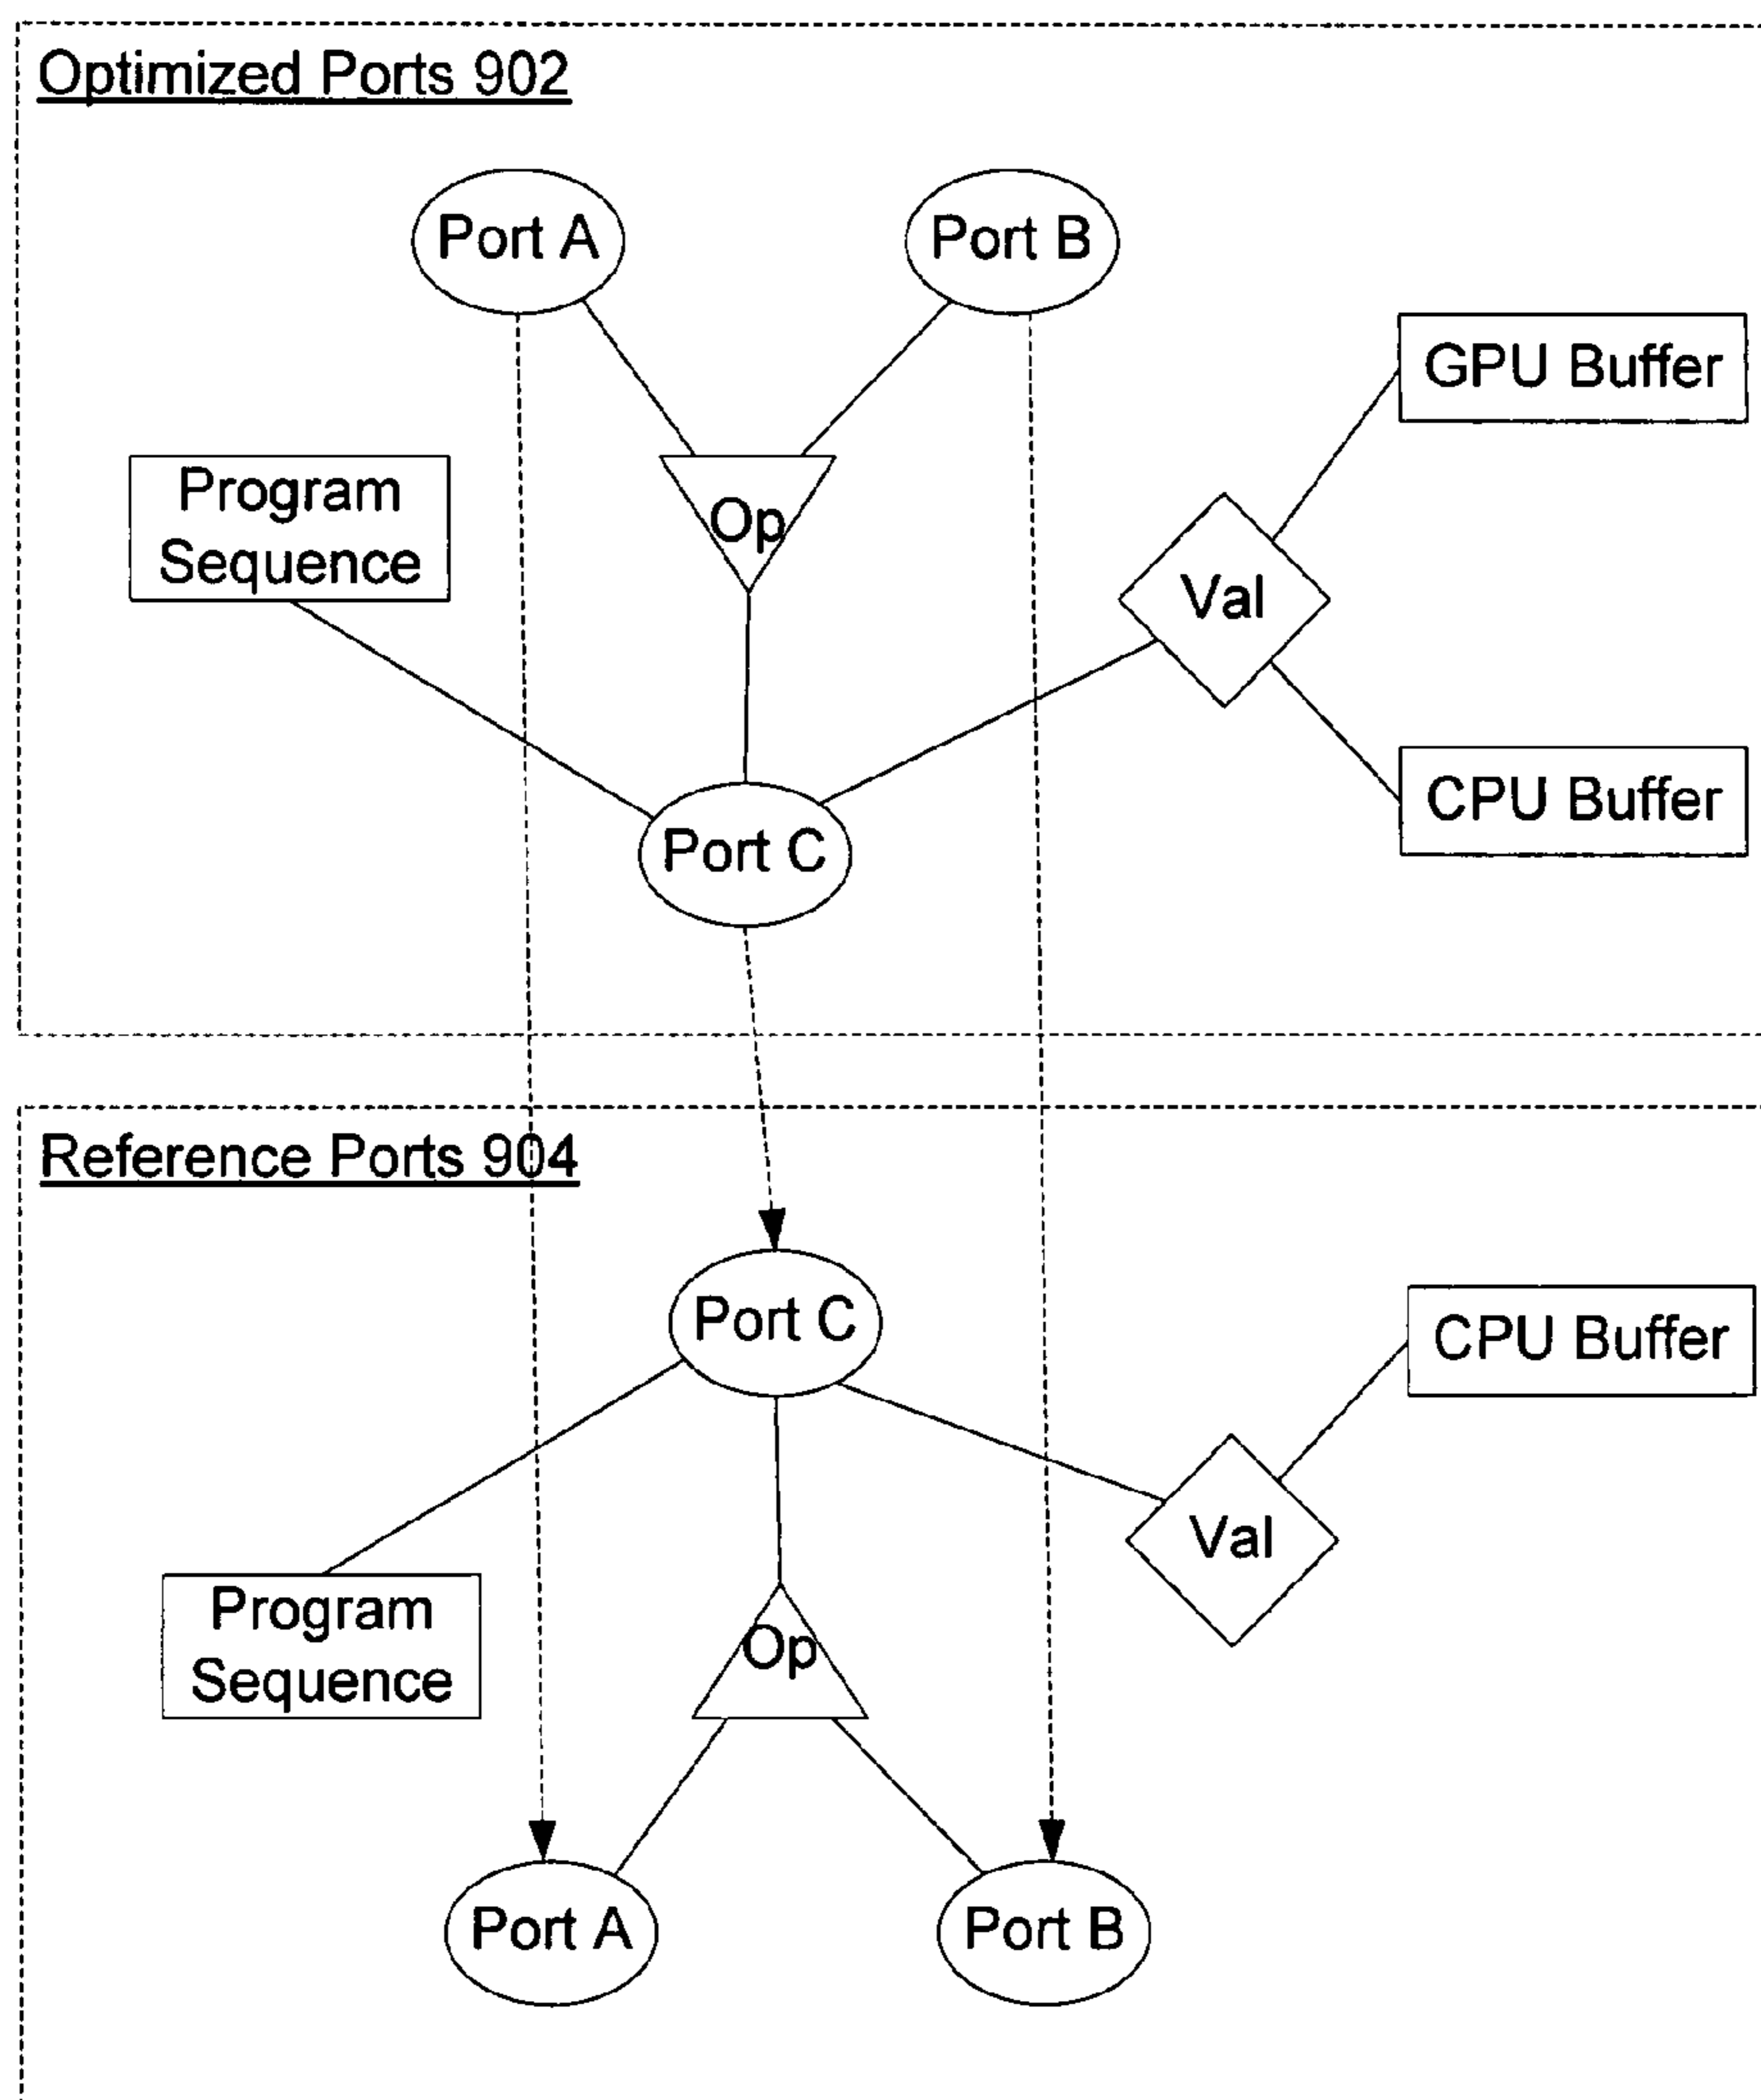 Optimized Ports 902
Port A
Port B
GPU Buffer
Program
Sequence
Op
Val
CPU Buffer
Port C
Reference Ports 904
Port C
CPU Buffer
Val
Program
Sequence
Op
Port A
Port B